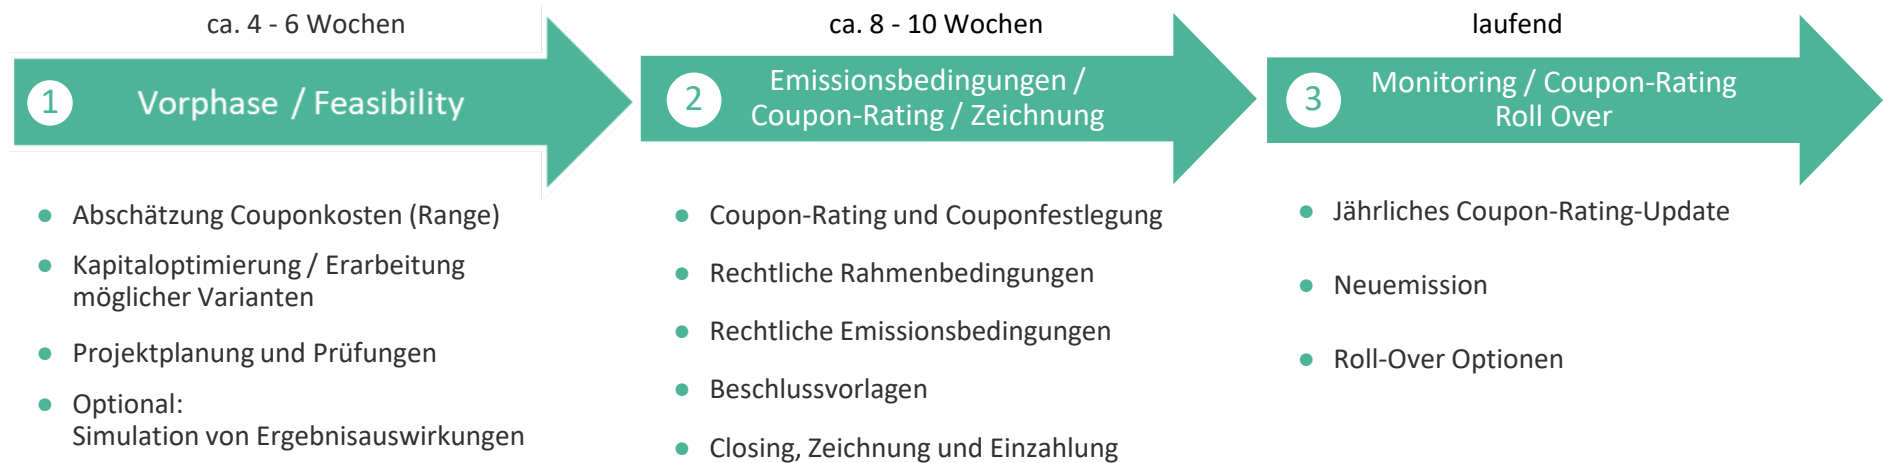 ca. 4 - 6 Wochen
1
Vorphase / Feasibility
● Abschätzung Couponkosten (Range)
● Kapitaloptimierung / Erarbeitung
möglicher Varianten
● Projektplanung und Prüfungen
● Optional:
Simulation von Ergebnisauswirkungen
ca. 8 - 10 Wochen
2
Emissionsbedingungen /
Coupon-Rating / Zeichnung
● Coupon-Rating und Couponfestlegung
● Rechtliche Rahmenbedingungen
● Rechtliche Emissionsbedingungen
● Beschlussvorlagen
● Closing, Zeichnung und Einzahlung
laufend
3
Monitoring / Coupon-Rating
Roll Over
● Jährliches Coupon-Rating-Update
● Neuemission
● Roll-Over Optionen